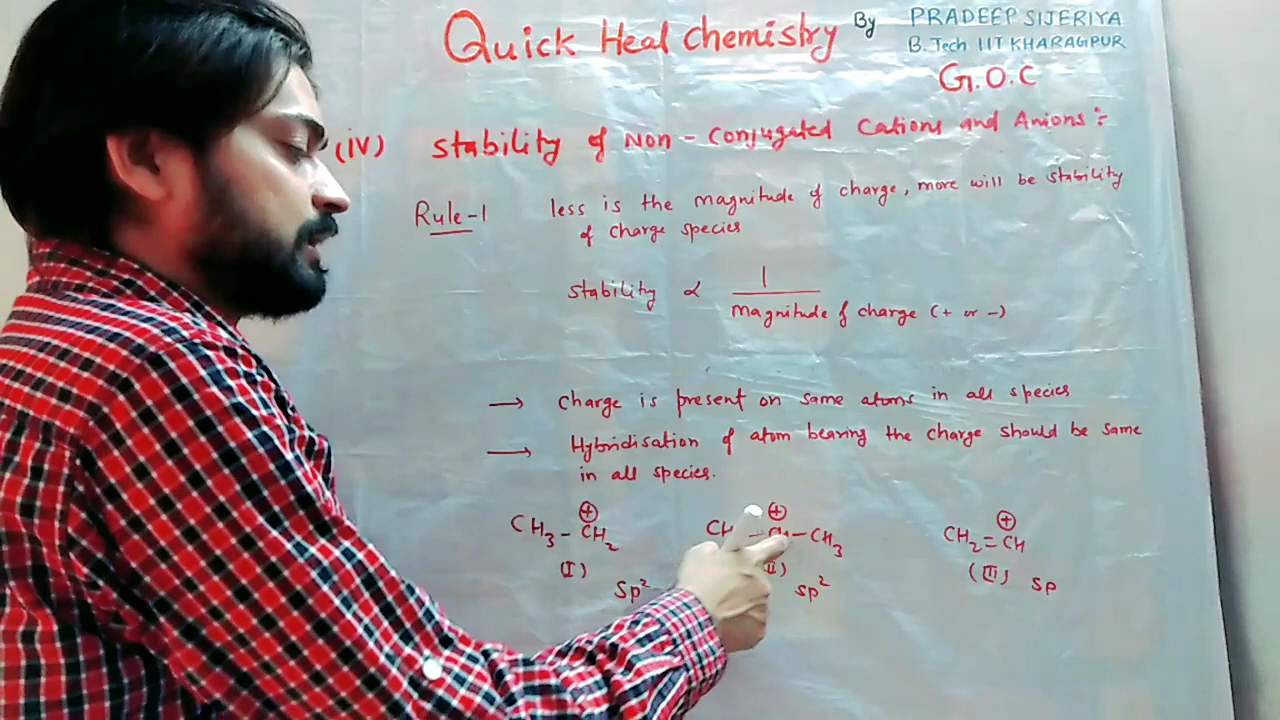 Quick Heal chemistry By PRADEEP SIJERIYA
B.Tech IIT KHARAGPUR
G.O.C
(iv) Stability of Non-Conjugated Cations and Anions:-
Rule-1 less is the magnitude of charge, more will be stability
of charge species
Stability ∝ 1
magnitude of charge (+ or -)
→ Charge is present on same atoms in all species
→ Hybridisation of atom bearing the charge should be same
in all species.
⊕ ⊕ ⊕
CH3-CH2 CH -CH3 CH2=CH
(I) (III)
Sp² sp² sp